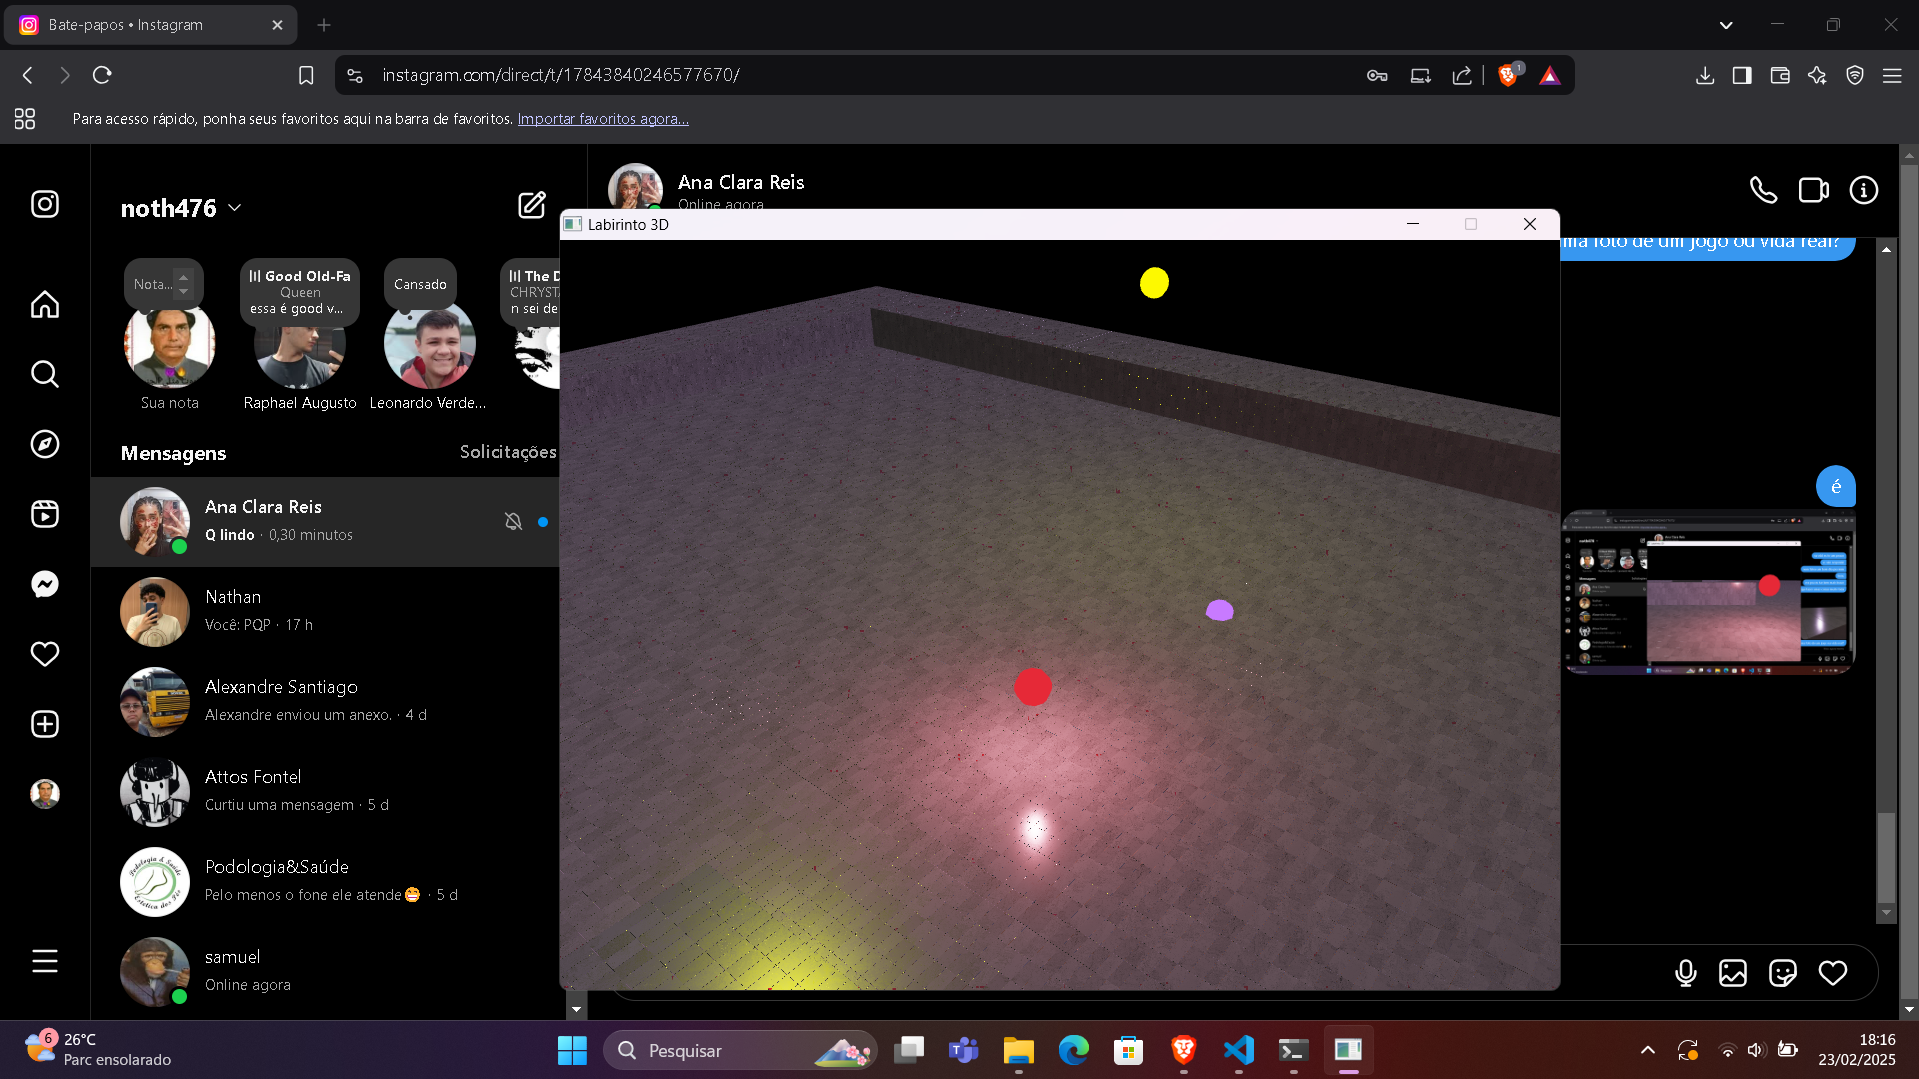 Bate-papos • Instagram
instagram.com/direct/t/17843840246577670/
1
Para acesso rápido, ponha seus favoritos aqui na barra de favoritos. Importar favoritos agora...
noth476
Ana Clara Reis
Online agora
Labirinto 3D
ma foto de um jogo ou vida real?
Nota...
Good Old-Fa
Queen
essa é good v...
Cansado
The D
CHRYSTA
n sei de
Sua nota
Raphael Augusto
Leonardo Verde...
Mensagens
Solicitações
Ana Clara Reis
Q lindo · 0,30 minutos
Nathan
Você: PQP · 17 h
Alexandre Santiago
Alexandre enviou um anexo. · 4 d
Attos Fontel
Curtiu uma mensagem · 5 d
Podologia&Saúde
Pelo menos o fone ele atende😁 · 5 d
samuel
Online agora
é
6
26°C
Parc ensolarado
Pesquisar
18:16
23/02/2025